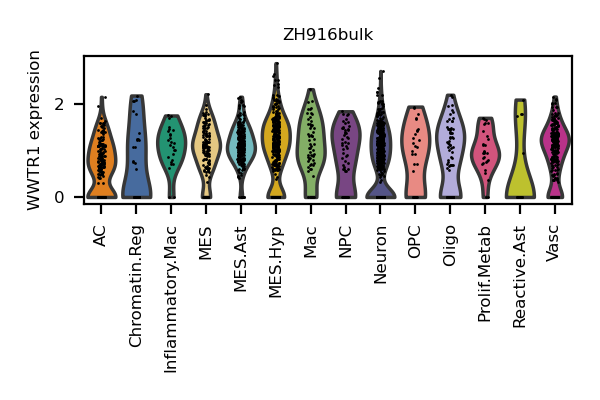 ZH916bulk
WWTR1 expression
2
0
AC
Chromatin.Reg
Inflammatory.Mac
MES
MES.Ast
MES.Hyp
Mac
NPC
Neuron
OPC
Oligo
Prolif.Metab
Reactive.Ast
Vasc